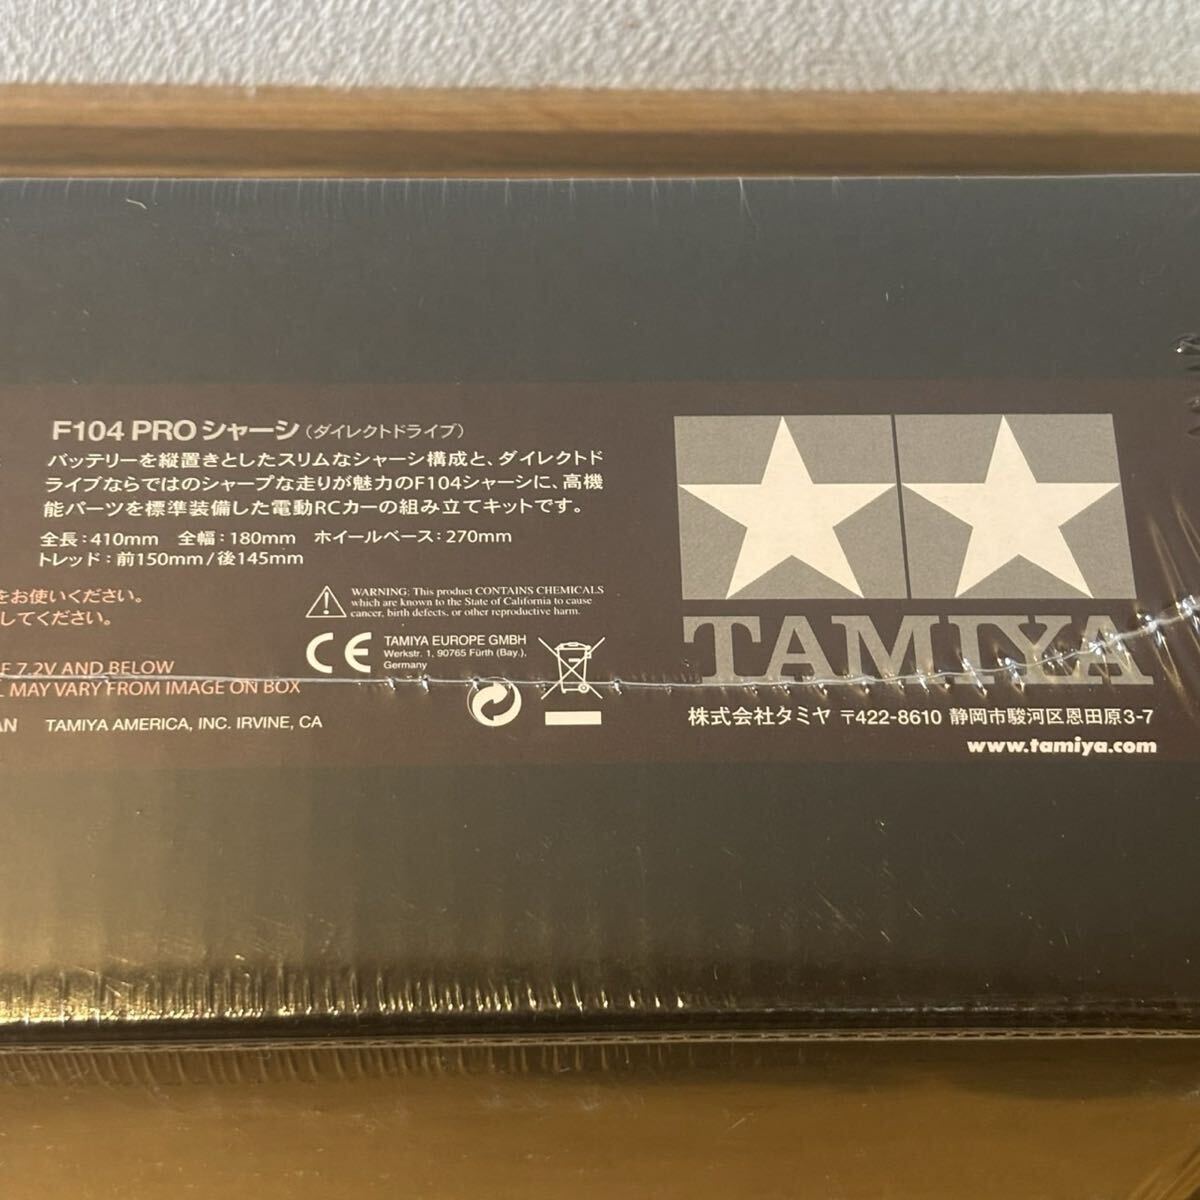 F104 PRO シャーシ(ダイレクトドライブ)
バッテリーを縦置きとしたスリムなシャーシ構成と、ダイレクトド
ライブならではのシャープな走りが魅力のF104シャーシに、高機
能パーツを標準装備した電動RCカーの組み立てキットです。
全長:410mm 全幅:180mm ホイールベース:270mm
トレッド:前150mm/後145mm
をお使いください。
してください。
7.2V AND BELOW
MAY VARY FROM IMAGE ON BOX
TAMIYA AMERICA, INC. IRVINE, CA
WARNING: This product CONTAINS CHEMICALS
which are known to the State of California to cause
cancer, birth defects, or other reproductive harm.
CE
TAMIYA EUROPE GMBH
Werkstr. 1, 90765 Fürth (Bay.),
Germany
TAMIYA
株式会社タミヤ 〒422-8610 静岡市駿河区恩田原3-7
www.tamiya.com